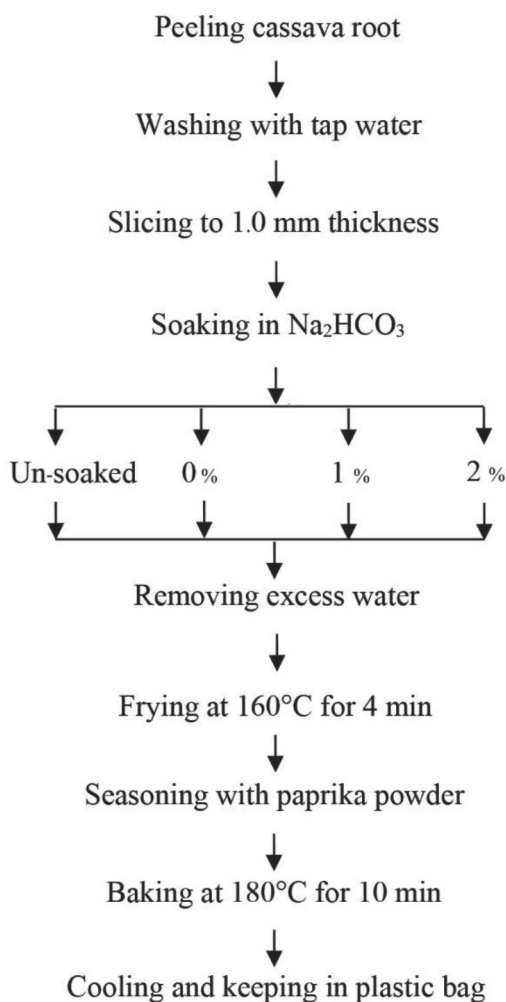 Peeling cassava root
Washing with tap water
Slicing to 1.0 mm thickness
Soaking in Na₂HCO₃
Un-soaked 0 % 1 % 2 %
Removing excess water
Frying at 160°C for 4 min
Seasoning with paprika powder
Baking at 180°C for 10 min
Cooling and keeping in plastic bag